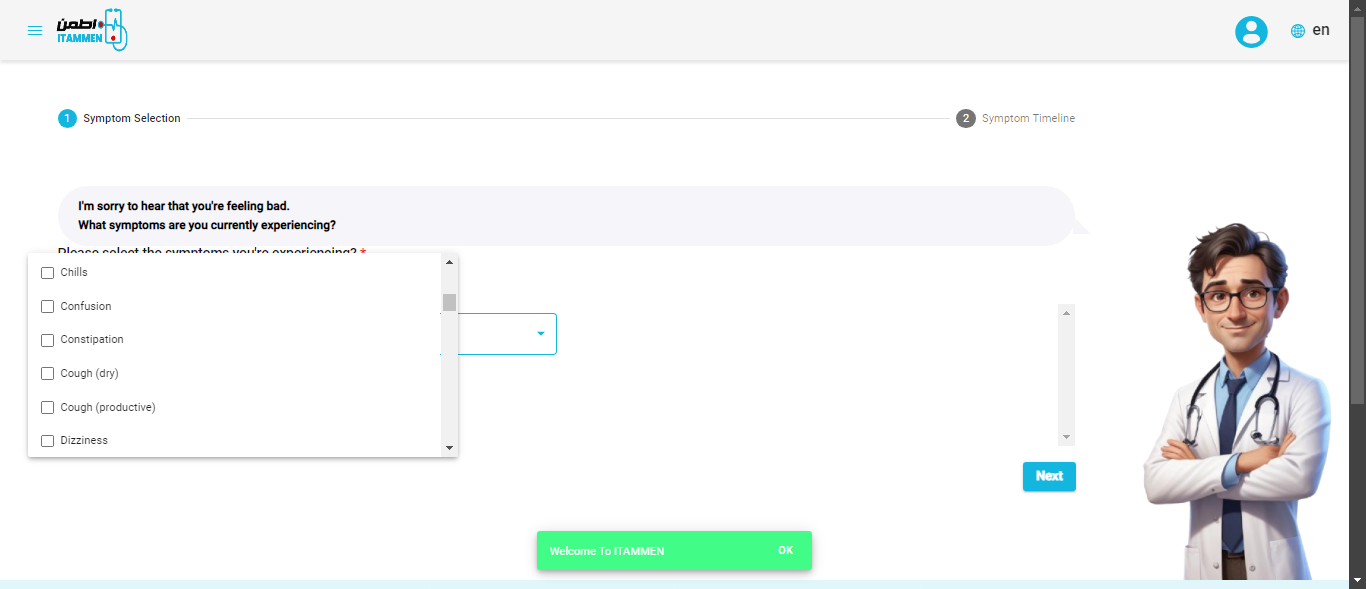 اطمن
ITAMMEN
en
1 Symptom Selection
2 Symptom Timeline
I'm sorry to hear that you're feeling bad.
What symptoms are you currently experiencing?
Please select the symptoms you're experiencing? *
Chills
Confusion
Constipation
Cough (dry)
Cough (productive)
Dizziness
Next
Welcome To ITAMMEN OK